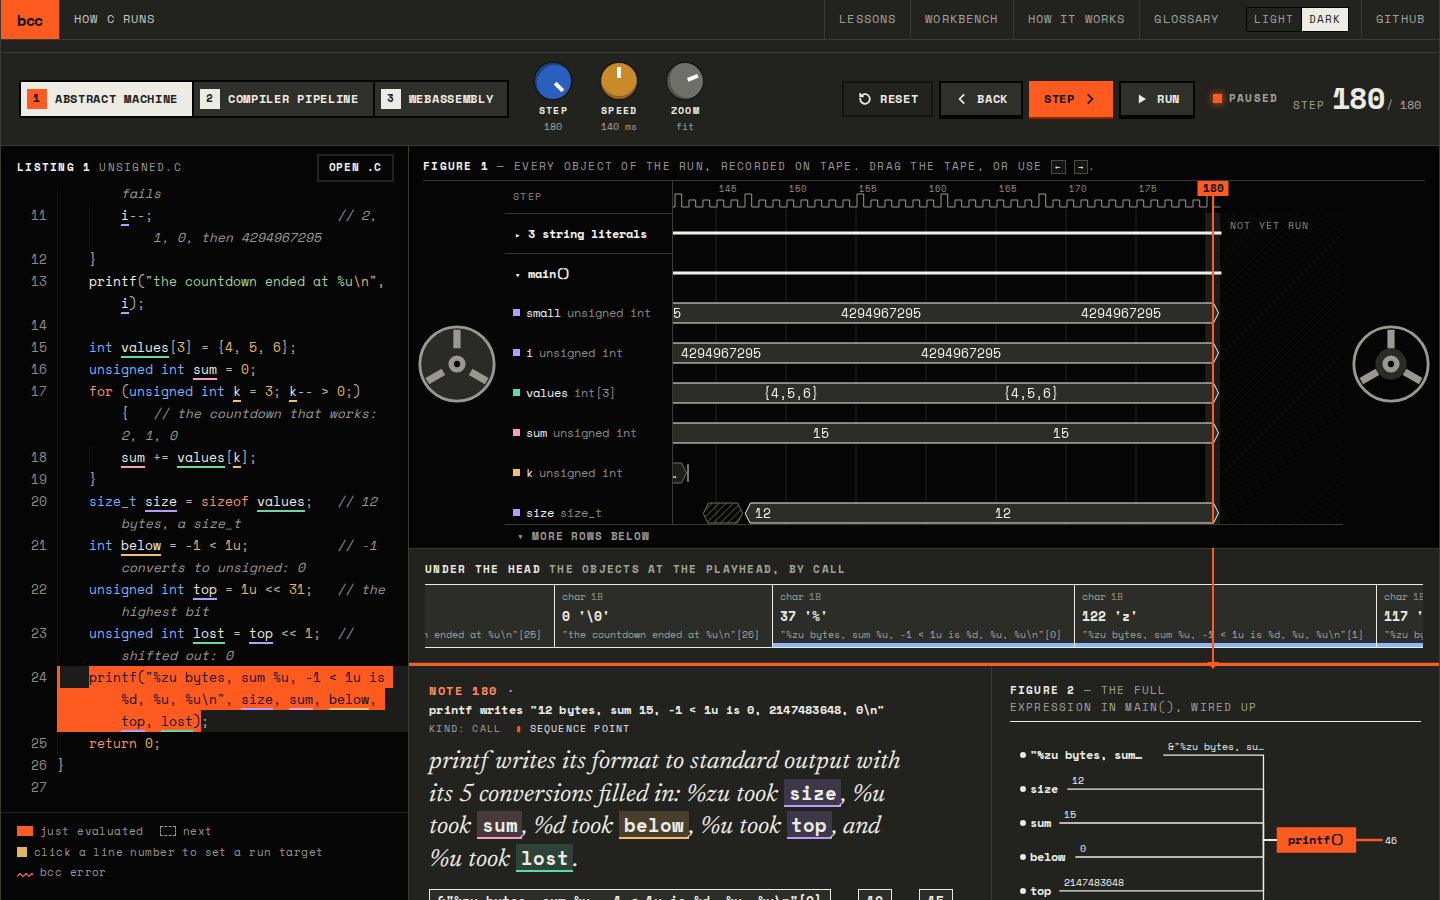 bcc HOW C RUNS LESSONS WORKBENCH HOW IT WORKS GLOSSARY LIGHT DARK GITHUB
1 ABSTRACT MACHINE 2 COMPILER PIPELINE 3 WEBASSEMBLY
STEP SPEED ZOOM
180 140 ms fit
RESET BACK STEP RUN PAUSED STEP 180 / 180
LISTING 1 UNSIGNED.C OPEN .C
fails
11 i--; // 2,
1, 0, then 4294967295
12 }
13 printf("the countdown ended at %u\n",
i);
14
15 int values[3] = {4, 5, 6};
16 unsigned int sum = 0;
17 for (unsigned int k = 3; k-- > 0;)
{ // the countdown that works:
2, 1, 0
18 sum += values[k];
19 }
20 size_t size = sizeof values; // 12
bytes, a size_t
21 int below = -1 < 1u; // -1
converts to unsigned: 0
22 unsigned int top = 1u << 31; // the
highest bit
23 unsigned int lost = top << 1; //
shifted out: 0
24 printf("%zu bytes, sum %u, -1 < 1u is
%d, %u, %u\n", size, sum, below,
top, lost);
25 return 0;
26 }
27
just evaluated next
click a line number to set a run target
bcc error
FIGURE 1 — EVERY OBJECT OF THE RUN, RECORDED ON TAPE. DRAG THE TAPE, OR USE ← →.
STEP 145 150 155 160 165 170 175 180
NOT YET RUN
▸ 3 string literals
▾ main()
small unsigned int 5 4294967295 4294967295
i unsigned int 4294967295 4294967295
values int[3] {4,5,6} {4,5,6}
sum unsigned int 15 15
k unsigned int
size size_t 12 12
▾ MORE ROWS BELOW
UNDER THE HEAD THE OBJECTS AT THE PLAYHEAD, BY CALL
char 1B char 1B char 1B char 1B
0 '\0' 37 '%' 122 'z' 117 '
ended at %u\n"[25] "the countdown ended at %u\n"[26] "%zu bytes, sum %u, -1 < 1u is %d, %u, %u\n"[0] "%zu bytes, sum %u, -1 < 1u is %d, %u, %u\n"[1] "%zu by
NOTE 180 ·
printf writes "12 bytes, sum 15, -1 < 1u is 0, 2147483648, 0\n"
KIND: CALL SEQUENCE POINT
printf writes its format to standard output with
its 5 conversions filled in: %zu took size, %u
took sum, %d took below, %u took top, and
%u took lost.
FIGURE 2 — THE FULL
EXPRESSION IN MAIN(), WIRED UP
"%zu bytes, sum… &"%zu bytes, su…
size 12
sum 15
printf() 46
below 0
top 2147483648